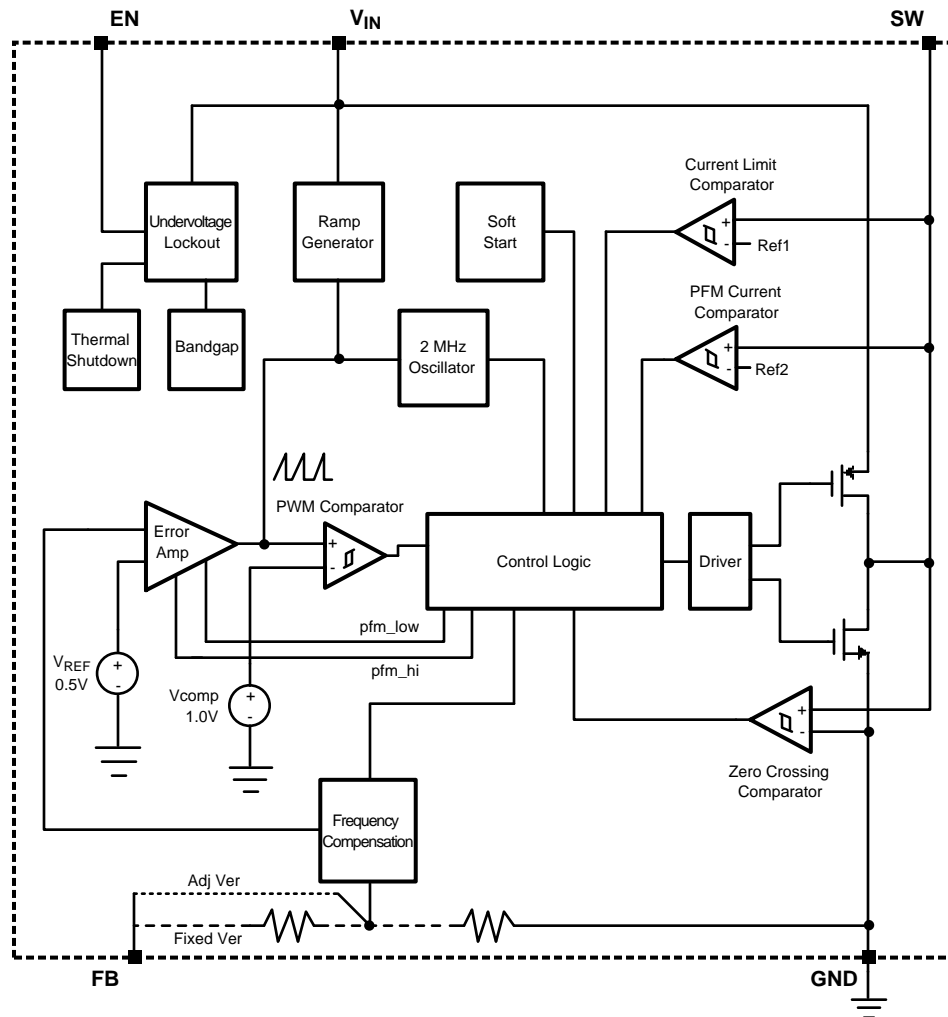 EN
V_IN
SW
Current Limit
Comparator
+
-
Ref1
Undervoltage
Lockout
Ramp
Generator
Soft
Start
PFM Current
Comparator
+
-
Ref2
Thermal
Shutdown
Bandgap
2 MHz
Oscillator
PWM Comparator
Error
Amp
+
-
Control Logic
Driver
pfm_low
pfm_hi
V_REF
0.5V
+
-
Vcomp
1.0V
+
-
+
-
Zero Crossing
Comparator
Frequency
Compensation
Adj Ver
Fixed Ver
FB
GND